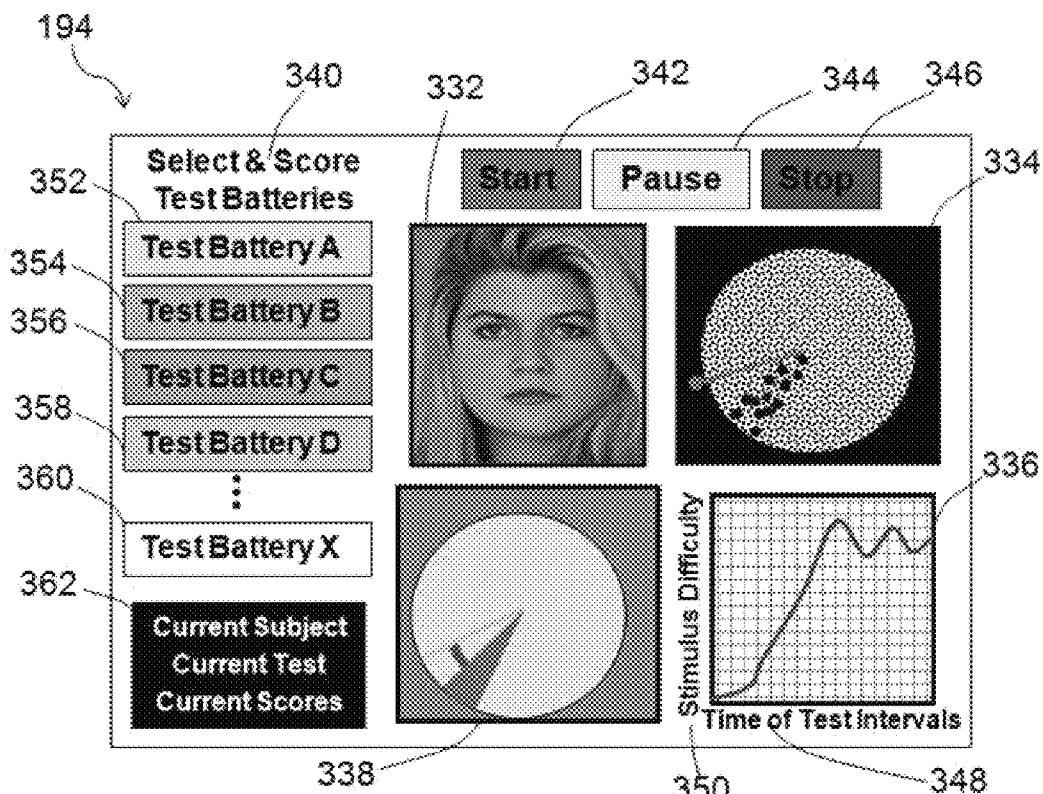 194
340
332
342
344
346
334
Select & Score
Test Batteries
Start
Pause
Stop
352
Test Battery A
354
Test Battery B
356
Test Battery C
358
Test Battery D
360
Test Battery X
362
Current Subject
Current Test
Current Scores
336
Stimulus Difficulty
Time of Test Intervals
338
350
348